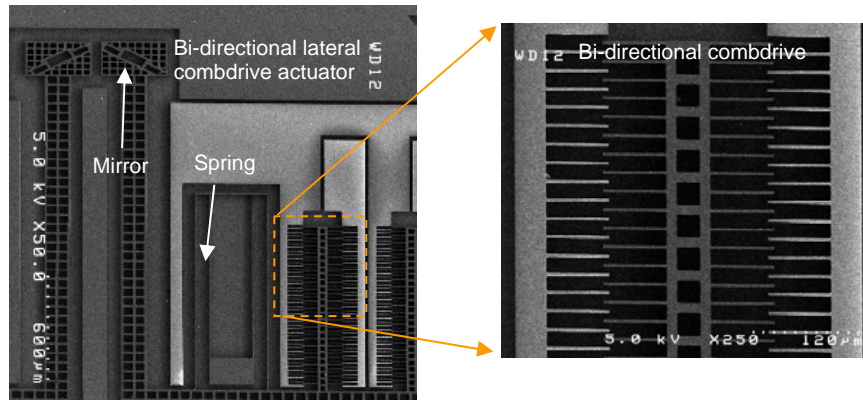 Bi-directional lateral
combdrive actuator
WD12
Mirror
Spring
5.0 kV X50.0 600µm
WD12
Bi-directional combdrive
5.0 kV X250 120µm